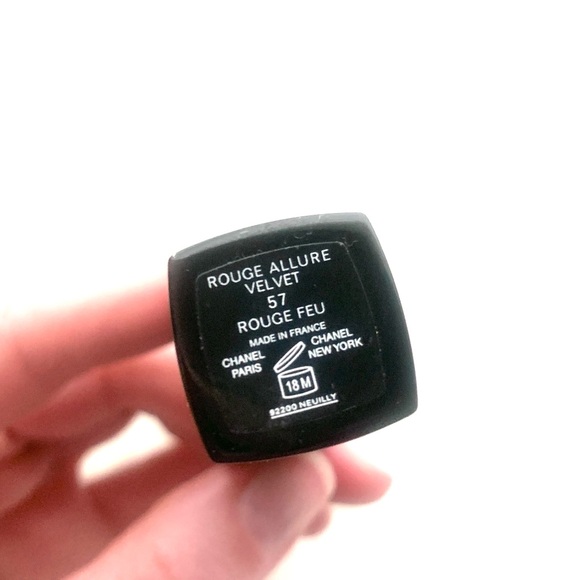 ROUGE ALLURE
VELVET
57
ROUGE FEU
MADE IN FRANCE
CHANEL
PARIS
CHANEL
NEW YORK
18 M
92200 NEUILLY